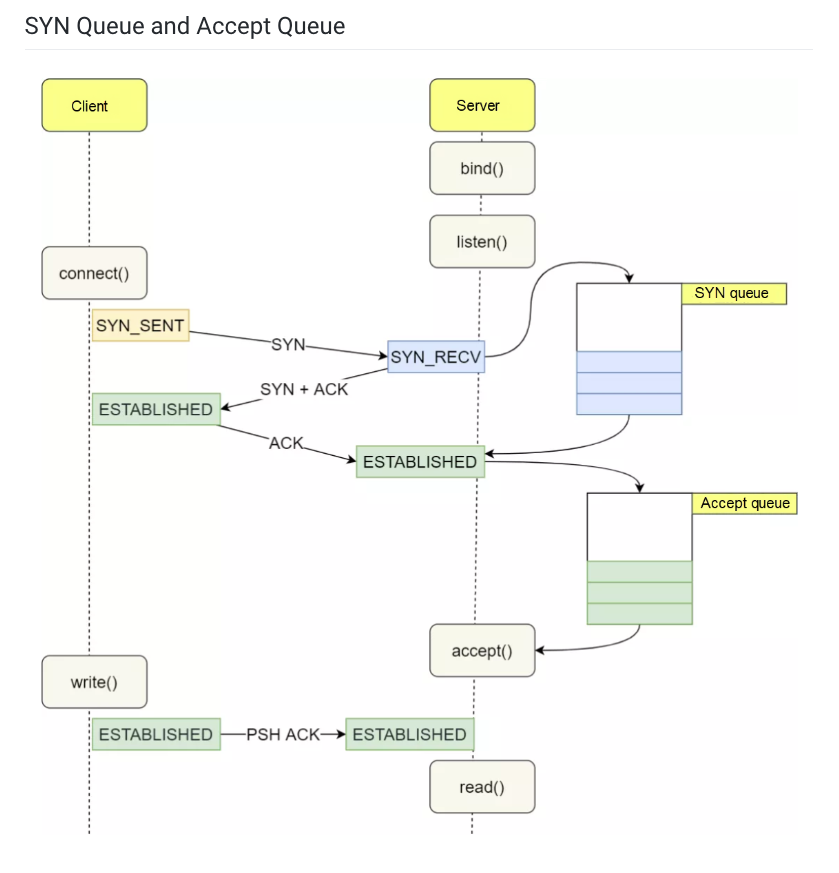 SYN Queue and Accept Queue
Client
Server
bind()
listen()
connect()
SYN queue
SYN_SENT
SYN
SYN_RECV
SYN + ACK
ESTABLISHED
ACK
ESTABLISHED
Accept queue
accept()
write()
ESTABLISHED
PSH ACK
ESTABLISHED
read()